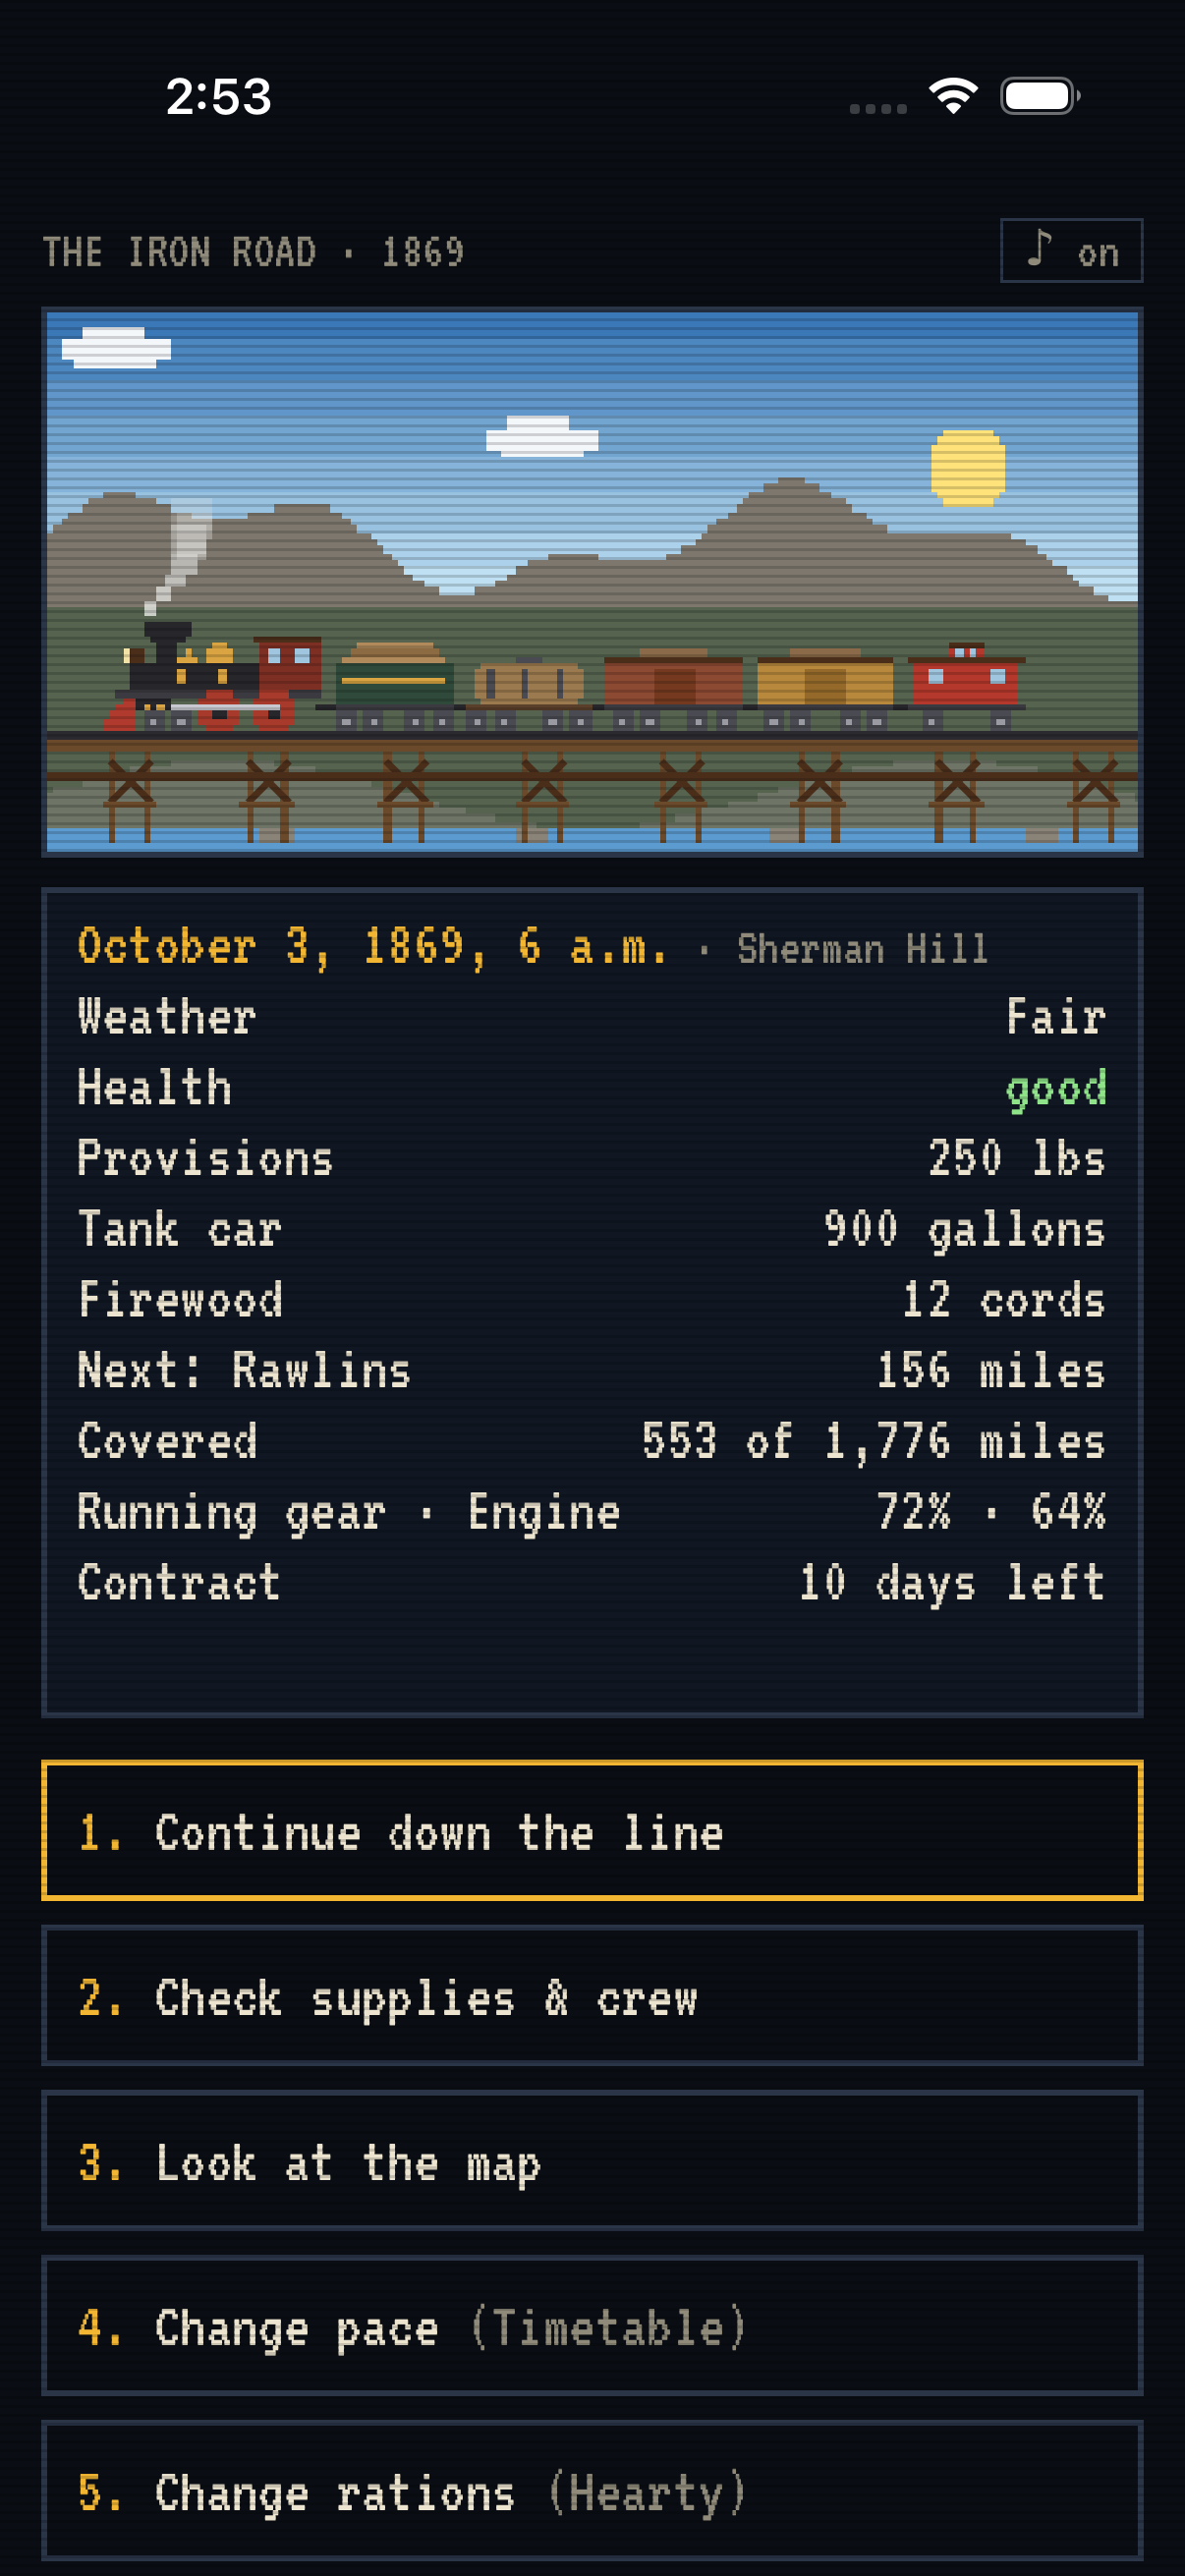 2:53
THE IRON ROAD · 1869
♪ on
October 3, 1869, 6 a.m. · Sherman Hill
Weather Fair
Health good
Provisions 250 lbs
Tank car 900 gallons
Firewood 12 cords
Next: Rawlins 156 miles
Covered 553 of 1,776 miles
Running gear · Engine 72% · 64%
Contract 10 days left
1. Continue down the line
2. Check supplies & crew
3. Look at the map
4. Change pace (Timetable)
5. Change rations (Hearty)